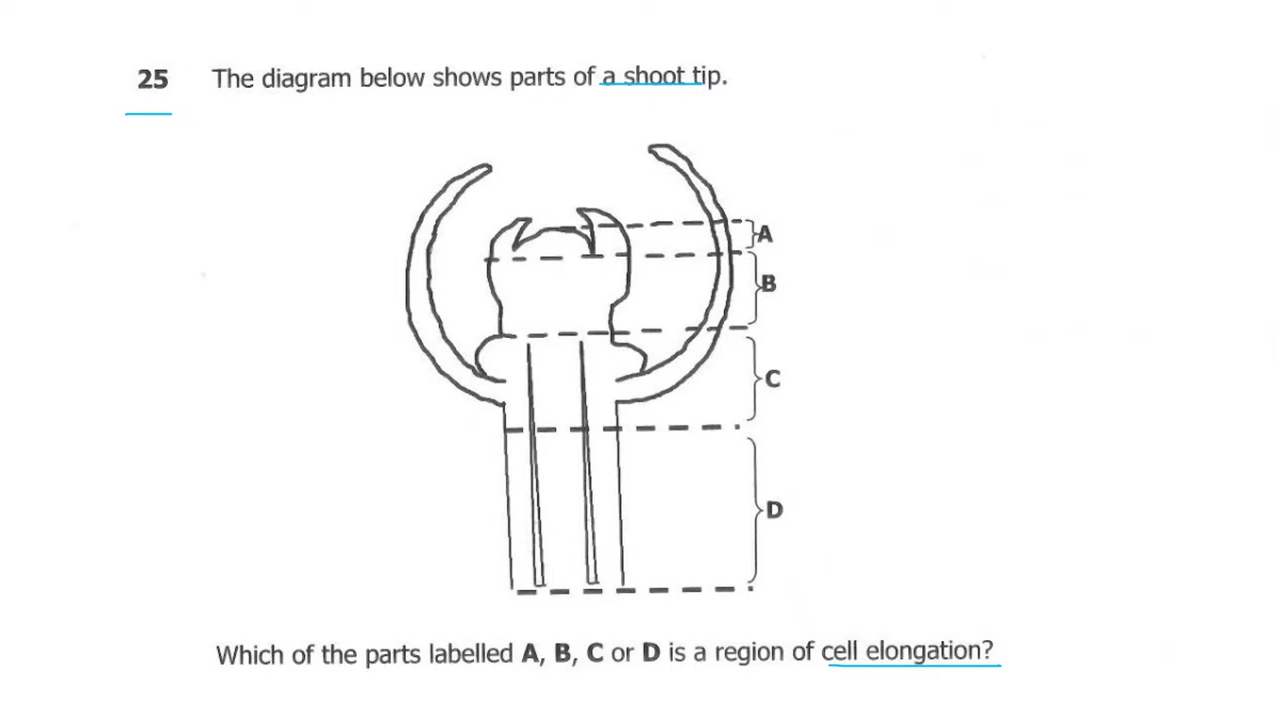 25 The diagram below shows parts of a shoot tip.
A
B
C
D
Which of the parts labelled A, B, C or D is a region of cell elongation?